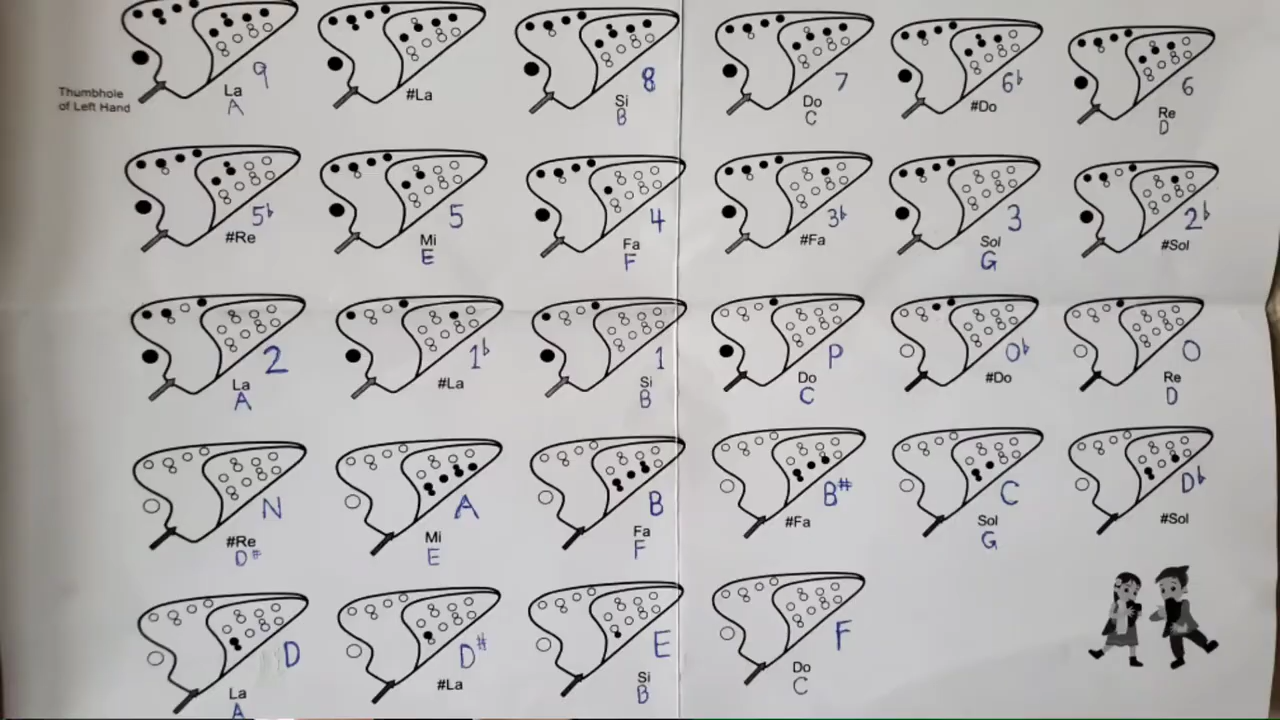 Thumbhole
of Left Hand
La 9
A
#La
Si 8
B
Do 7
C
#Do 6♭
Re 6
D
#Re 5♭
Mi 5
E
Fa 4
F
#Fa 3♭
Sol 3
G
#Sol 2♭
La 2
A
#La 1♭
Si 1
B
Do P
C
#Do 0♭
Re 0
D
#Re N
D#
Mi A
E
Fa B
F
#Fa B#
Sol C
G
#Sol D♭
La D
A
#La D#
Si E
B
Do F
C